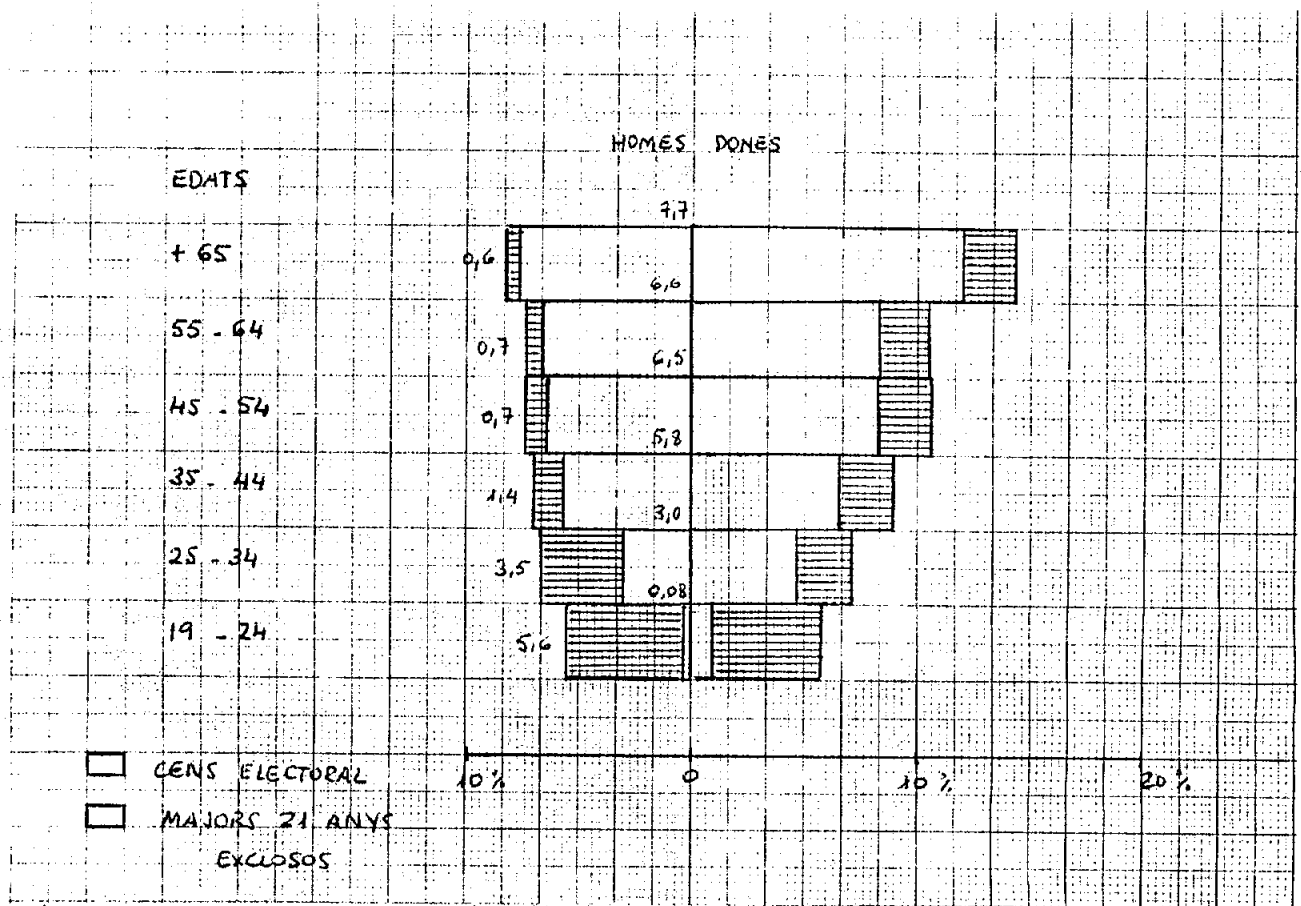 HOMES DONES
EDATS
7,7
+ 65
0,6
6,6
55 - 64
0,7
6,5
45 - 54
0,7
5,8
35 - 44
1,4
3,0
25 - 34
3,5
0,08
19 - 24
5,6
10 % 0 10 % 20 %
CENS ELECTORAL
MAJORS 21 ANYS
EXCLOSOS